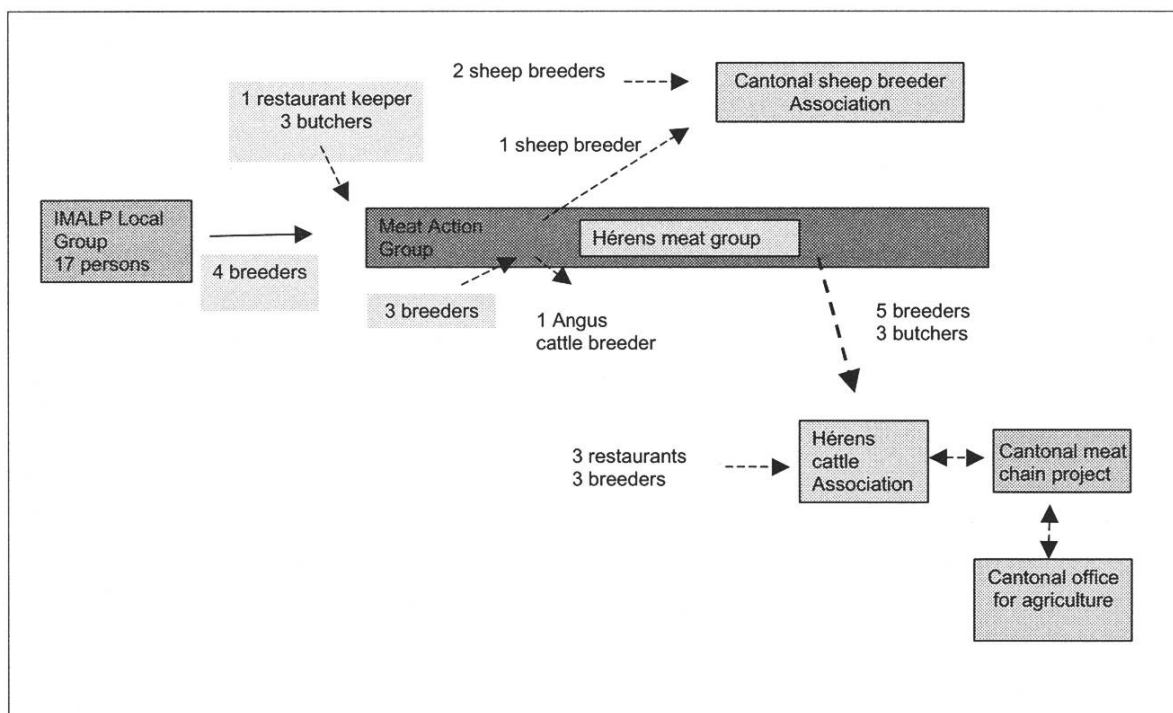 2 sheep breeders
Cantonal sheep breeder
Association
1 restaurant keeper
3 butchers
1 sheep breeder
IMALP Local
Group
17 persons
4 breeders
Meat Action
Group
Hérens meat group
3 breeders
1 Angus
cattle breeder
5 breeders
3 butchers
3 restaurants
3 breeders
Hérens
cattle
Association
Cantonal meat
chain project
Cantonal office
for agriculture